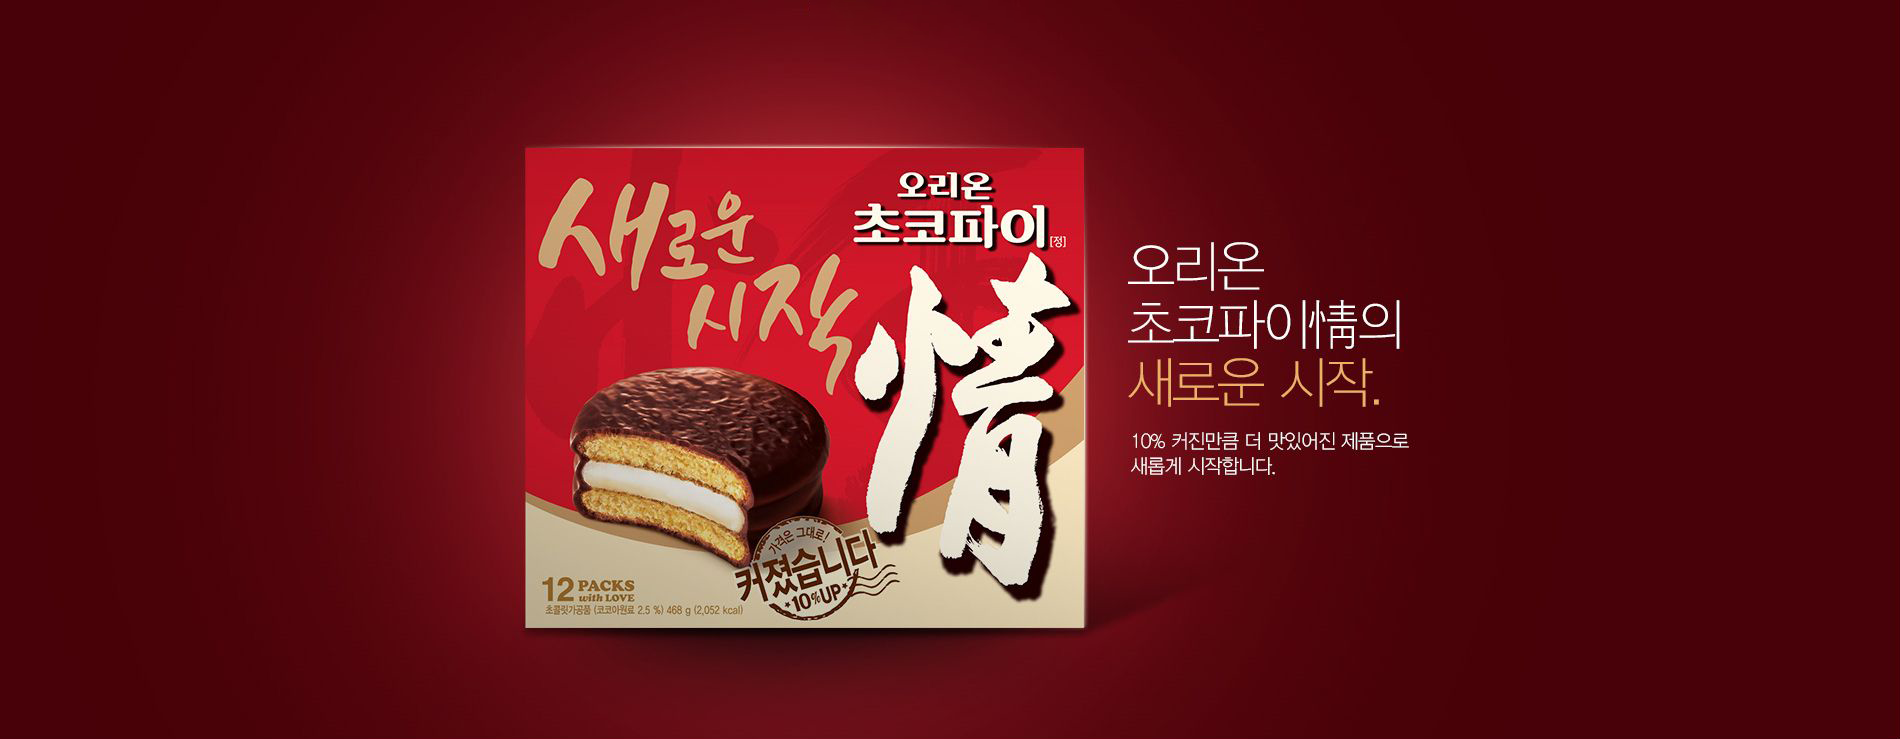 새로운
시작
오리온
초코파이[정]
情
가격은 그대로!
커졌습니다
*10%UP*
12 PACKS
with LOVE
초콜릿가공품 (코코아원료 2.5 %) 468 g (2,052 kcal)
오리온
초코파이情의
새로운 시작.
10% 커진만큼 더 맛있어진 제품으로
새롭게 시작합니다.